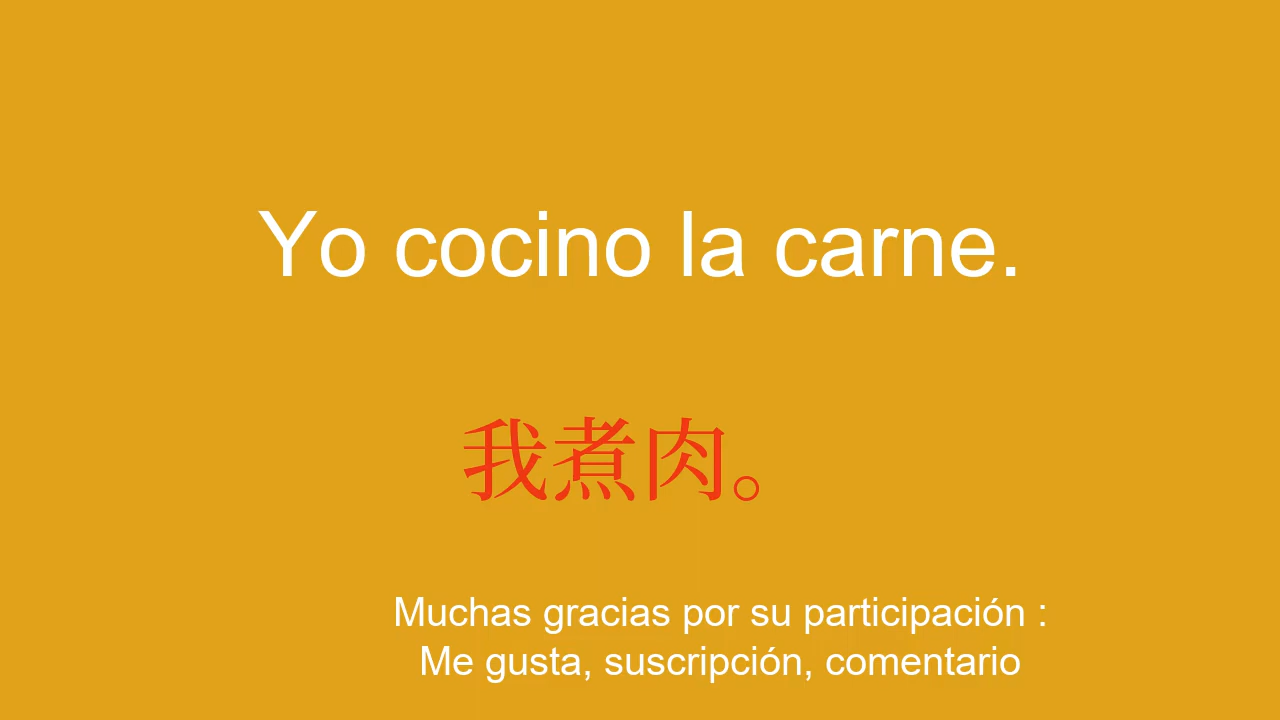 Yo cocino la carne.
我煮肉。
Muchas gracias por su participación :
Me gusta, suscripción, comentario